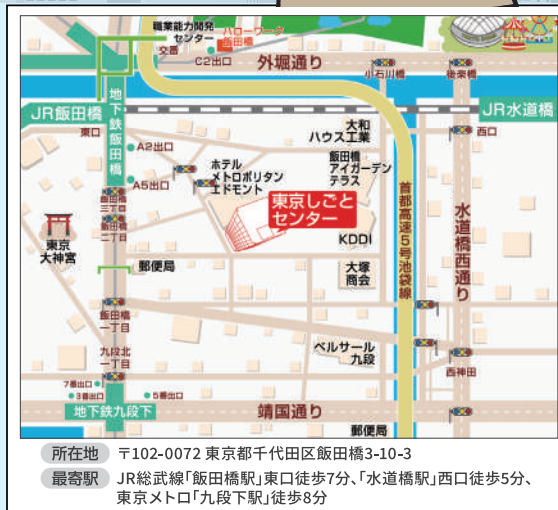 職業能力開発
センター
交番
ハローワーク
飯田橋
C2出口
外堀通り
小石川橋
後楽橋
JR飯田橋
東口
地下鉄飯田橋
JR水道橋
西口
A2出口
A5出口
ホテル
メトロポリタン
エドモント
大和
ハウス工業
飯田橋
アイガーデン
テラス
東京しごと
センター
飯田橋
三丁目
飯田橋
二丁目
東京
大神宮
郵便局
KDDI
大塚
商会
首都高速5号池袋線
水道橋西通り
飯田橋
一丁目
九段北
一丁目
ベルサール
九段
西神田
7番出口
3番出口
5番出口
地下鉄九段下
靖国通り
郵便局
所在地 〒102-0072 東京都千代田区飯田橋3-10-3
最寄駅 JR総武線「飯田橋駅」東口徒歩7分、「水道橋駅」西口徒歩5分、
東京メトロ「九段下駅」徒歩8分